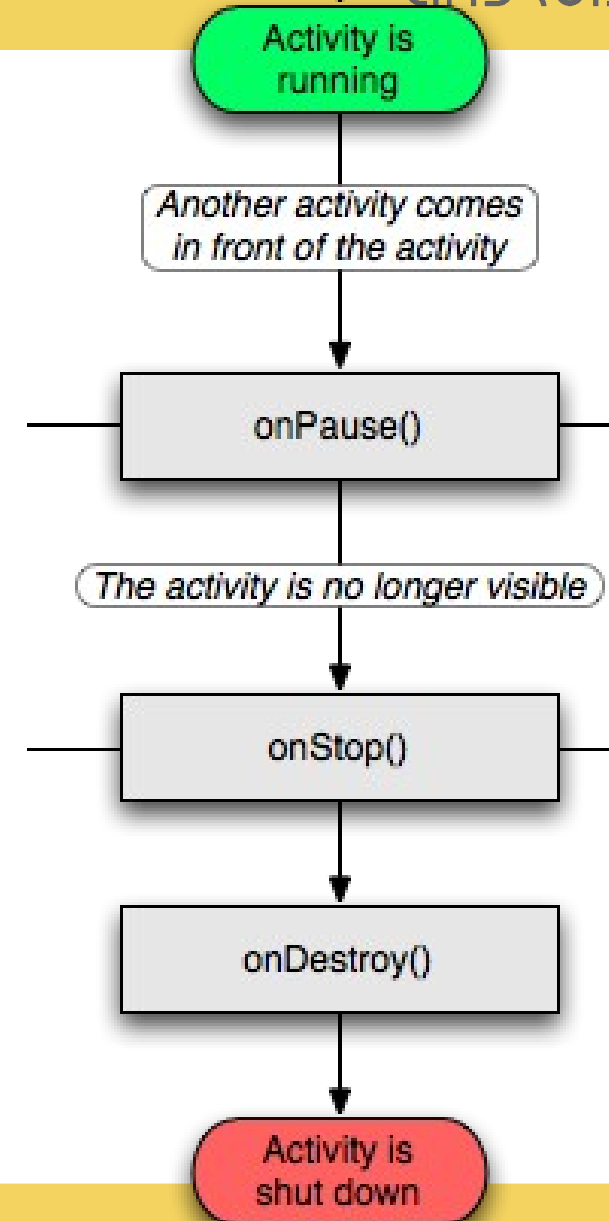 Activity is
running
Another activity comes
in front of the activity
onPause()
The activity is no longer visible
onStop()
onDestroy()
Activity is
shut down